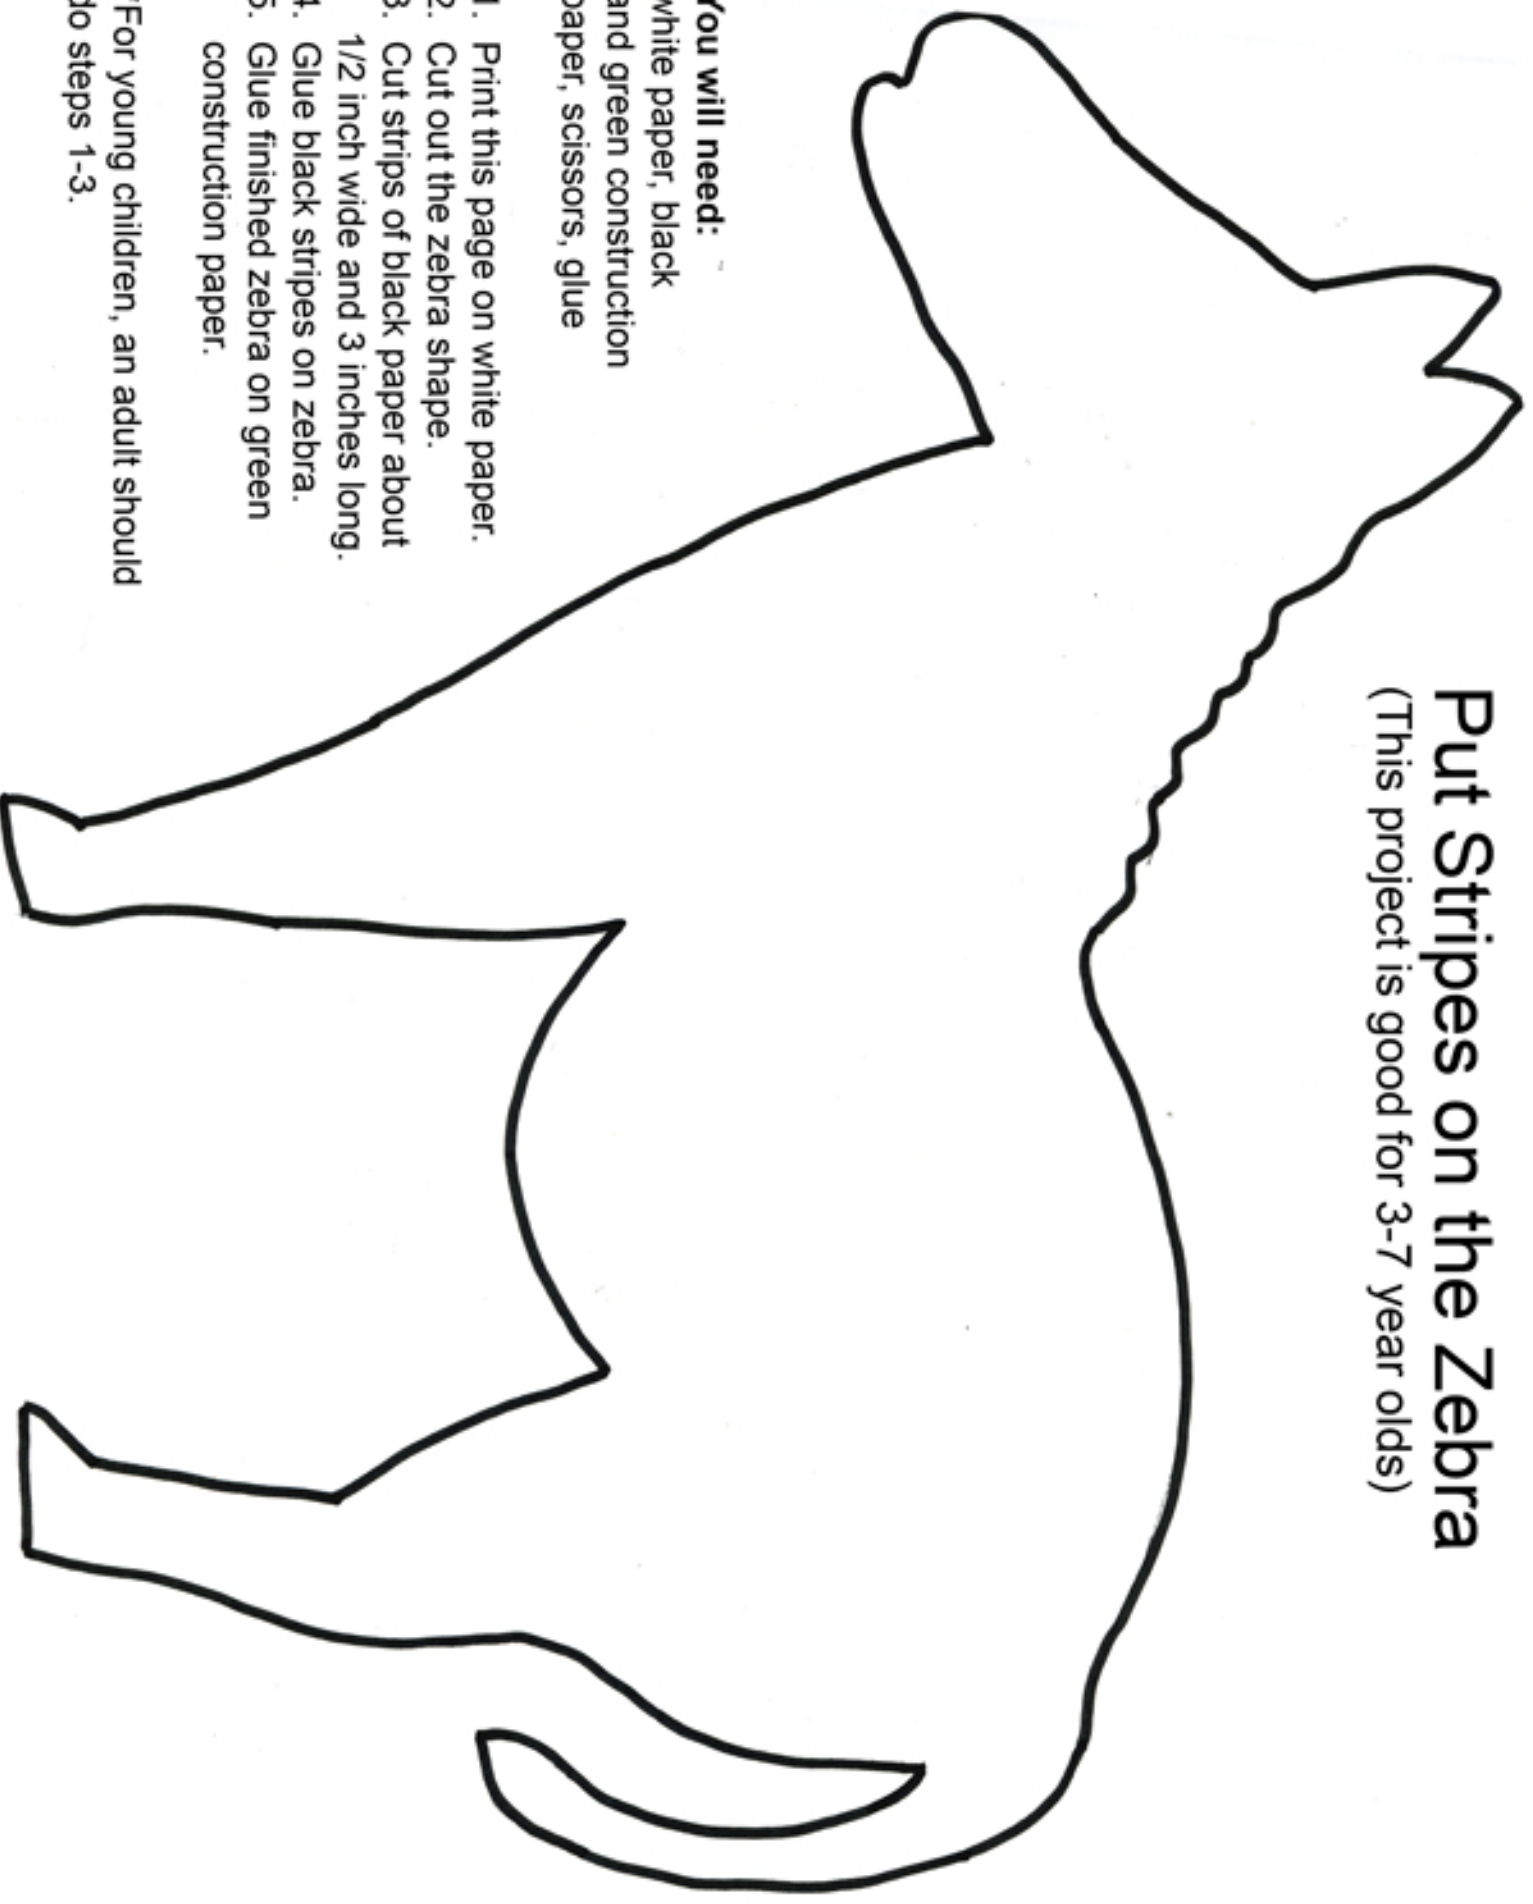 Put Stripes on the Zebra
(This project is good for 3-7 year olds)
You will need:
white paper, black
and green construction
paper, scissors, glue
1. Print this page on white paper.
2. Cut out the zebra shape.
3. Cut strips of black paper about
1/2 inch wide and 3 inches long.
4. Glue black stripes on zebra.
5. Glue finished zebra on green
construction paper.
*For young children, an adult should
do steps 1-3.